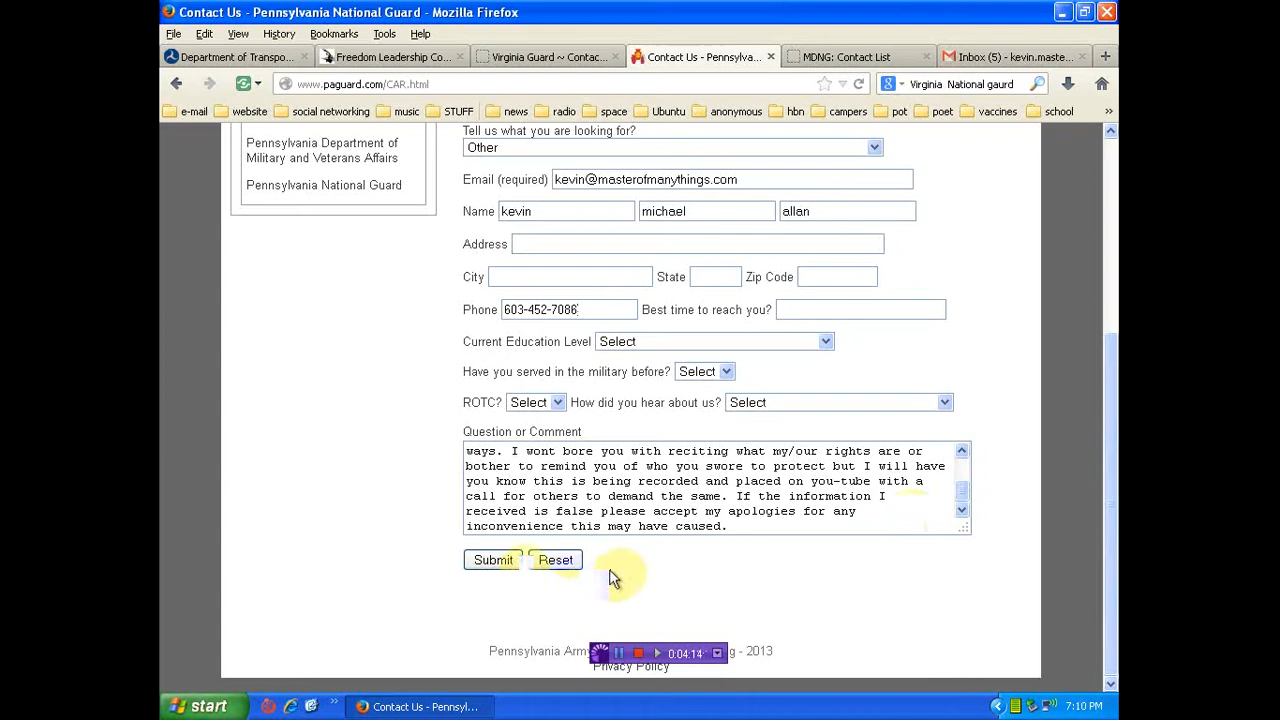 Contact Us - Pennsylvania National Guard - Mozilla Firefox
File Edit View History Bookmarks Tools Help
Department of Transpo... Freedom Leadership Co... Virginia Guard ~ Contac... Contact Us - Pennsylva... MDNG: Contact List Inbox (5) - kevin.maste...
www.paguard.com/CAR.html Virginia National gaurd
e-mail website social networking music STUFF news radio space Ubuntu anonymous hbn campers pot poet vaccines school
Pennsylvania Department of
Military and Veterans Affairs
Pennsylvania National Guard
Tell us what you are looking for?
Other
Email (required) kevin@masterofmanythings.com
Name kevin michael allan
Address
City State Zip Code
Phone 603-452-7086 Best time to reach you?
Current Education Level Select
Have you served in the military before? Select
ROTC? Select How did you hear about us? Select
Question or Comment
ways. I wont bore you with reciting what my/our rights are or
bother to remind you of who you swore to protect but I will have
you know this is being recorded and placed on you-tube with a
call for others to demand the same. If the information I
received is false please accept my apologies for any
inconvenience this may have caused.
Submit Reset
Pennsylvania Arm g - 2013
0:04:14
Privacy Policy
start Contact Us - Pennsyl... 7:10 PM